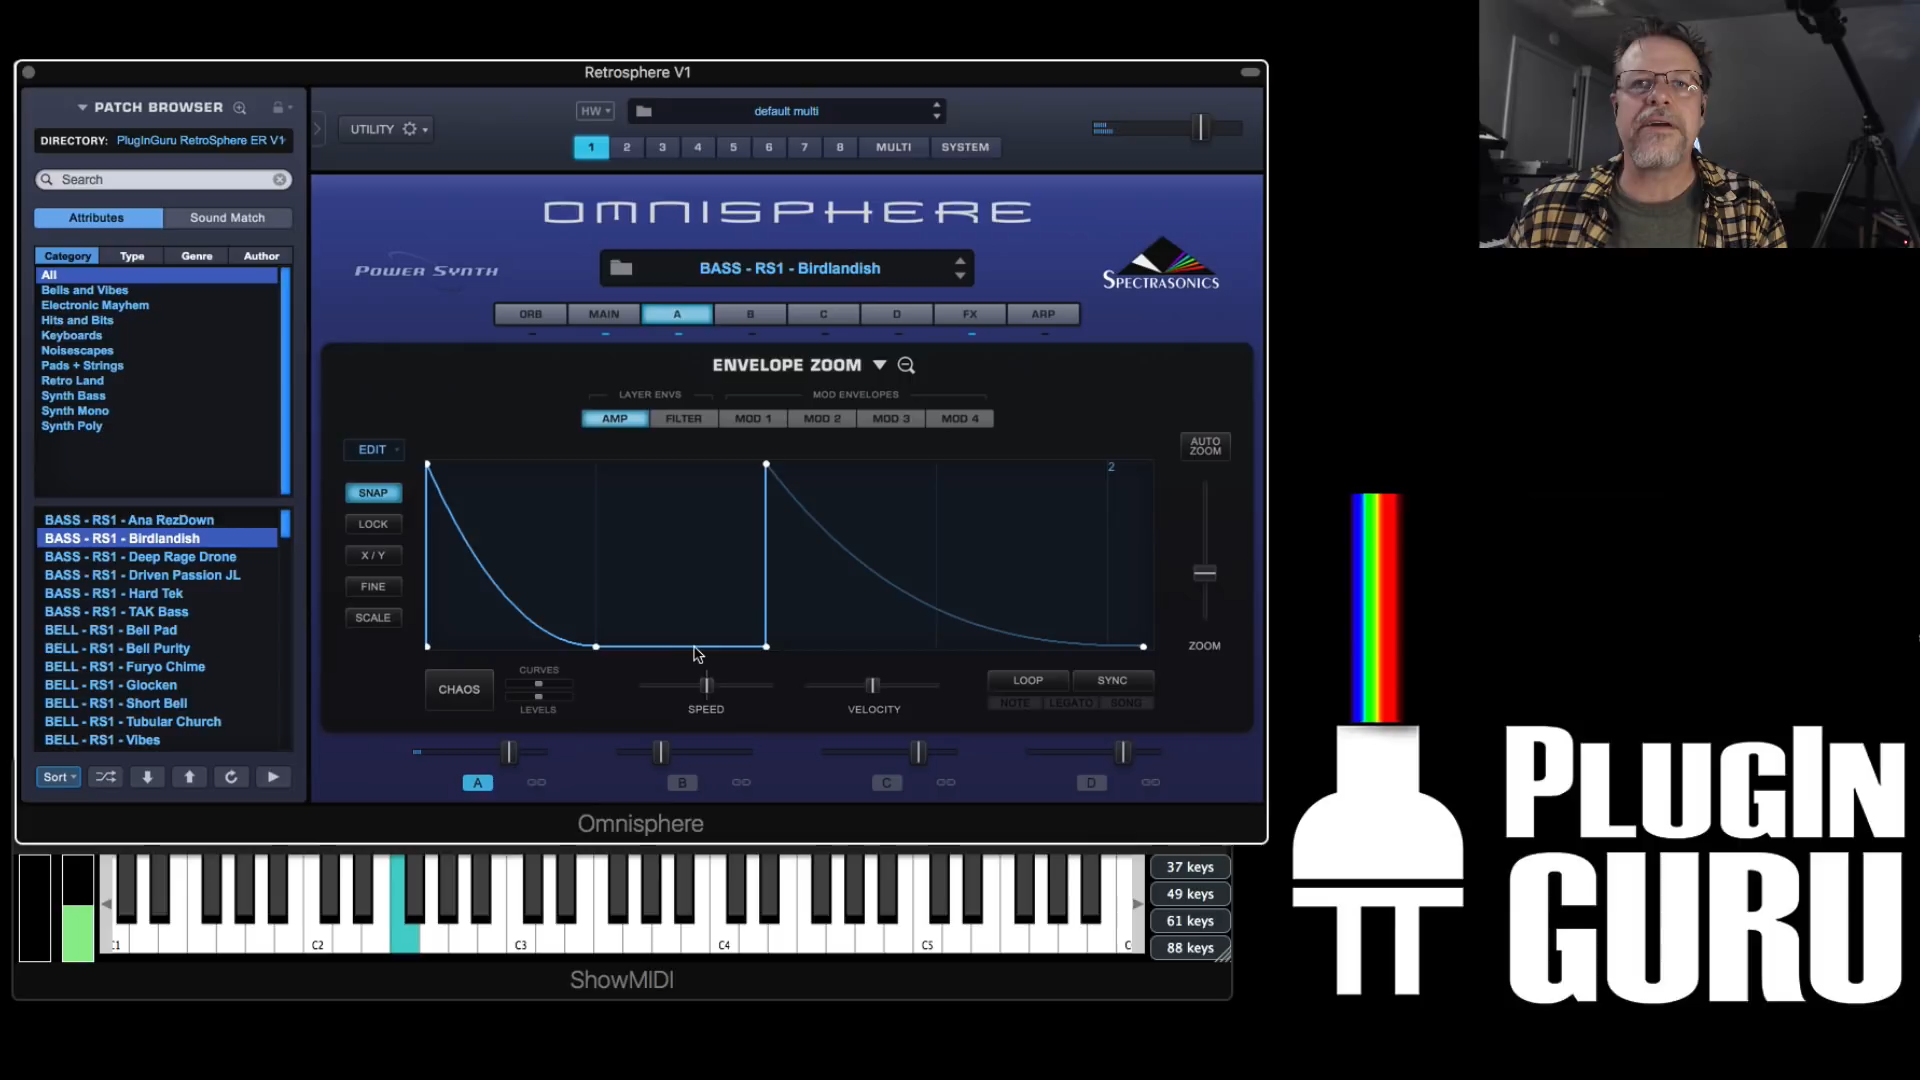 Retrosphere V1
PATCH BROWSER
DIRECTORY: PlugInGuru RetroSphere ER V1
Search
Attributes Sound Match
Category Type Genre Author
All
Bells and Vibes
Electronic Mayhem
Hits and Bits
Keyboards
Noisescapes
Pads + Strings
Retro Land
Synth Bass
Synth Mono
Synth Poly
BASS - RS1 - Ana RezDown
BASS - RS1 - Birdlandish
BASS - RS1 - Deep Rage Drone
BASS - RS1 - Driven Passion JL
BASS - RS1 - Hard Tek
BASS - RS1 - TAK Bass
BELL - RS1 - Bell Pad
BELL - RS1 - Bell Purity
BELL - RS1 - Furyo Chime
BELL - RS1 - Glocken
BELL - RS1 - Short Bell
BELL - RS1 - Tubular Church
BELL - RS1 - Vibes
Sort
UTILITY
HW
default multi
1 2 3 4 5 6 7 8 MULTI SYSTEM
OMNISPHERE
POWER SYNTH
BASS - RS1 - Birdlandish
SPECTRASONICS
ORB MAIN A B C D FX ARP
ENVELOPE ZOOM
LAYER ENVS MOD ENVELOPES
AMP FILTER MOD 1 MOD 2 MOD 3 MOD 4
EDIT
SNAP
LOCK
X / Y
FINE
SCALE
2
AUTO
ZOOM
ZOOM
CHAOS
CURVES
LEVELS
SPEED
VELOCITY
LOOP SYNC
NOTE LEGATO SONG
A B C D
Omnisphere
C2 C3 C4 C5
37 keys
49 keys
61 keys
88 keys
ShowMIDI
PLUGIN
GURU